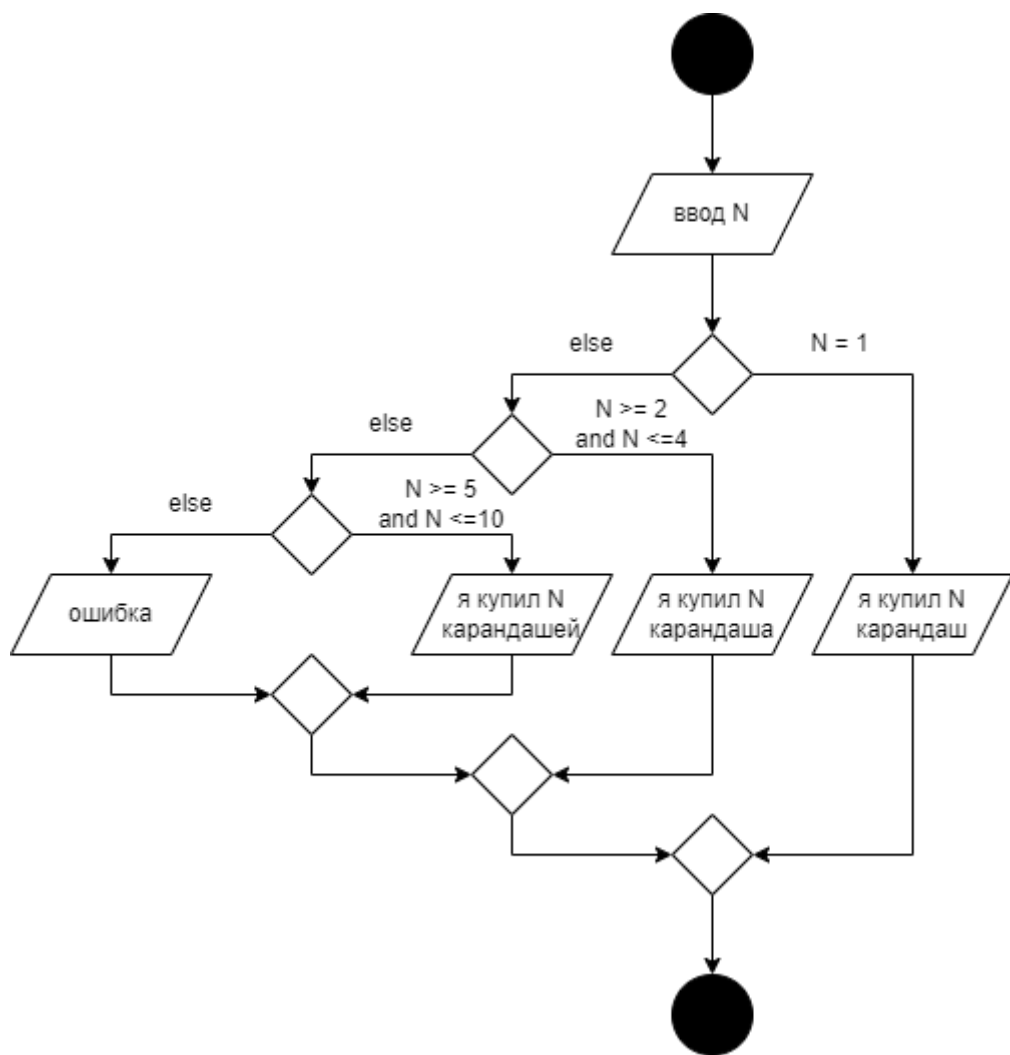 ввод N
else
N = 1
else
N >= 2
and N <=4
else
N >= 5
and N <=10
ошибка
я купил N
карандашей
я купил N
карандаша
я купил N
карандаш